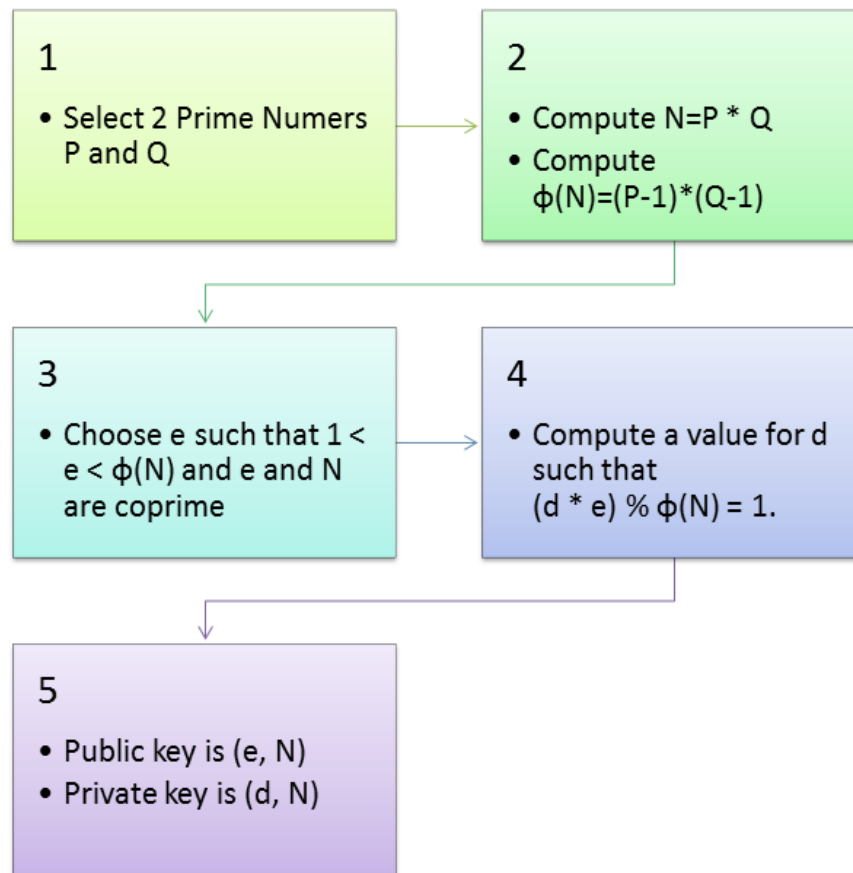 1
• Select 2 Prime Numers
P and Q
2
• Compute N=P * Q
• Compute
ϕ(N)=(P-1)*(Q-1)
3
• Choose e such that 1 <
e < ϕ(N) and e and N
are coprime
4
• Compute a value for d
such that
(d * e) % ϕ(N) = 1.
5
• Public key is (e, N)
• Private key is (d, N)